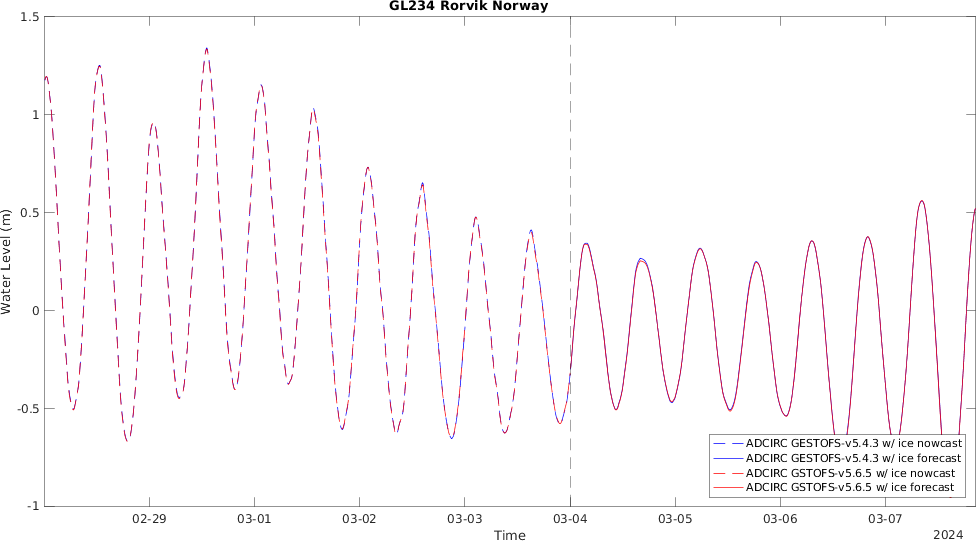 GL234 Rorvik Norway
1.5
1
0.5
0
-0.5
-1
Water Level (m)
ADCIRC GESTOFS-v5.4.3 w/ ice nowcast
ADCIRC GESTOFS-v5.4.3 w/ ice forecast
ADCIRC GSTOFS-v5.6.5 w/ ice nowcast
ADCIRC GSTOFS-v5.6.5 w/ ice forecast
02-29 03-01 03-02 03-03 03-04 03-05 03-06 03-07
Time
2024